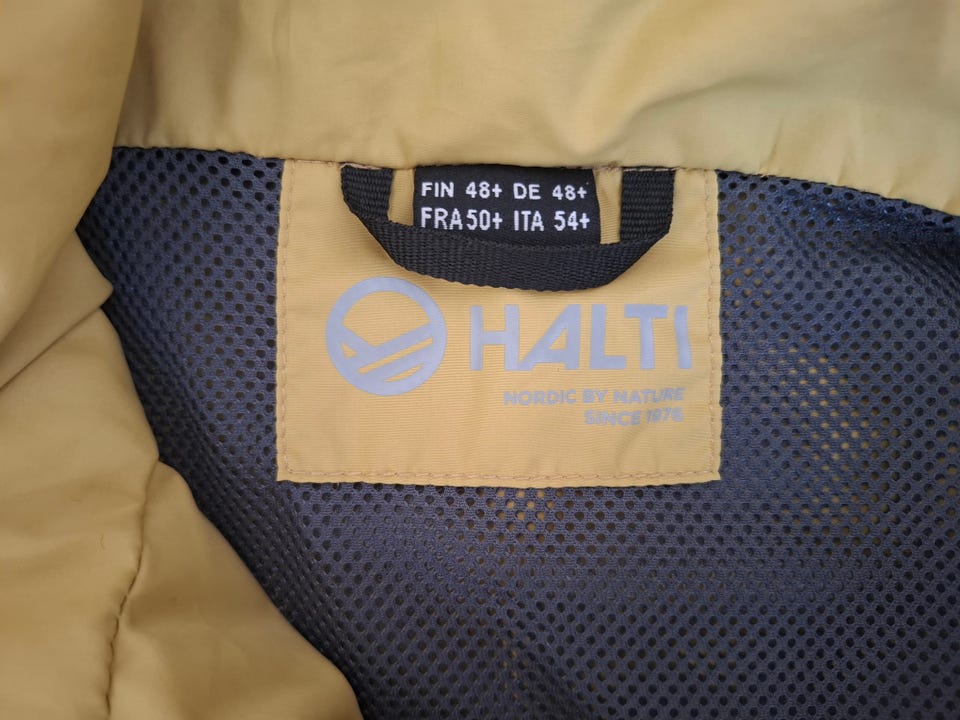 FIN 48+ DE 48+
FRA50+ ITA 54+
HALTI
NORDIC BY NATURE
SINCE 1976